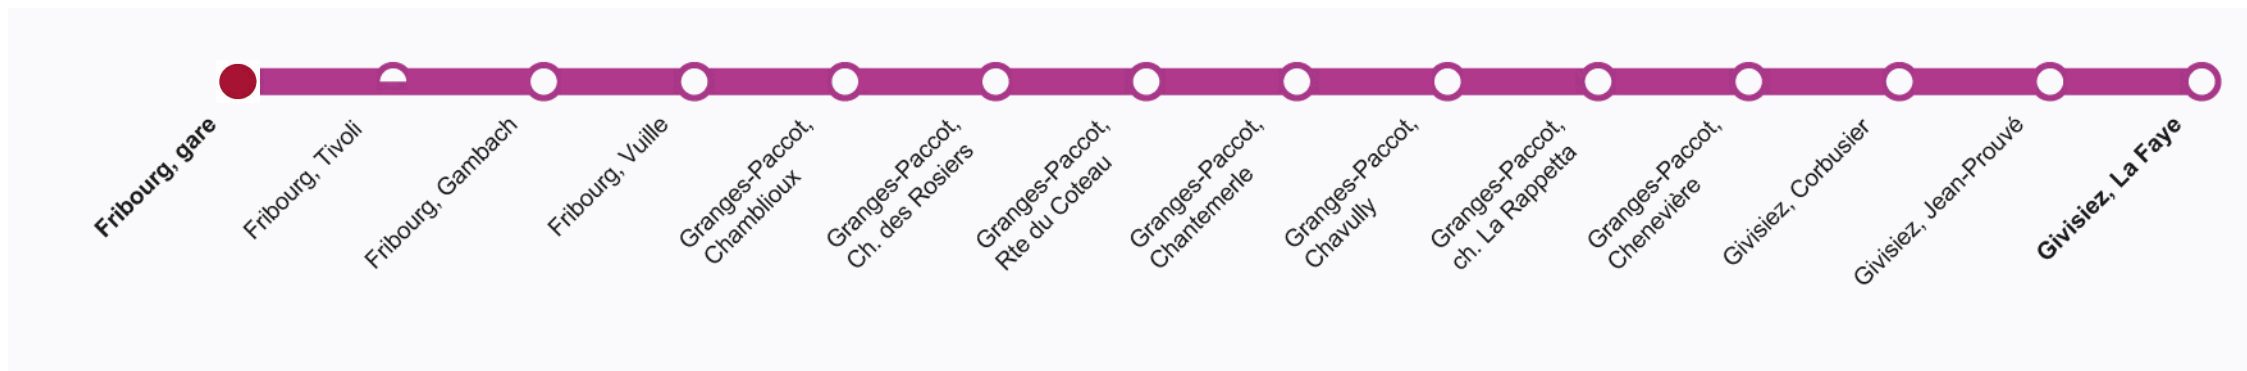 Fribourg, gare
Fribourg, Tivoli
Fribourg, Gambach
Fribourg, Vuille
Granges-Paccot,
Chamblioux
Granges-Paccot,
Ch. des Rosiers
Granges-Paccot,
Rte du Coteau
Granges-Paccot,
Chantemerle
Granges-Paccot,
Chavully
Granges-Paccot,
ch. La Rappetta
Granges-Paccot,
Chenevière
Givisiez, Corbusier
Givisiez, Jean-Prouvé
Givisiez, La Faye